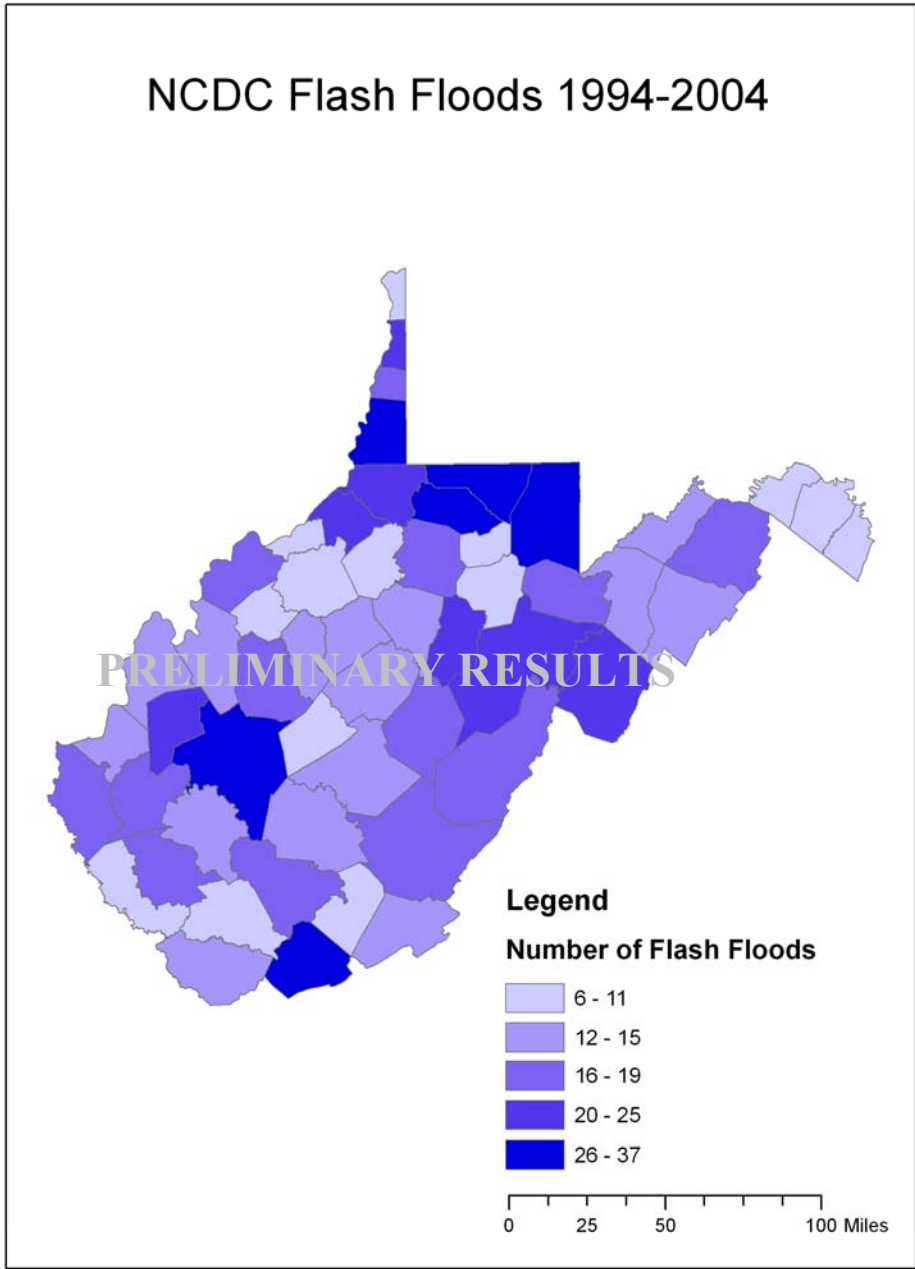 NCDC Flash Floods 1994-2004
PRELIMINARY RESULTS
Legend
Number of Flash Floods
6 - 11
12 - 15
16 - 19
20 - 25
26 - 37
0 25 50 100 Miles